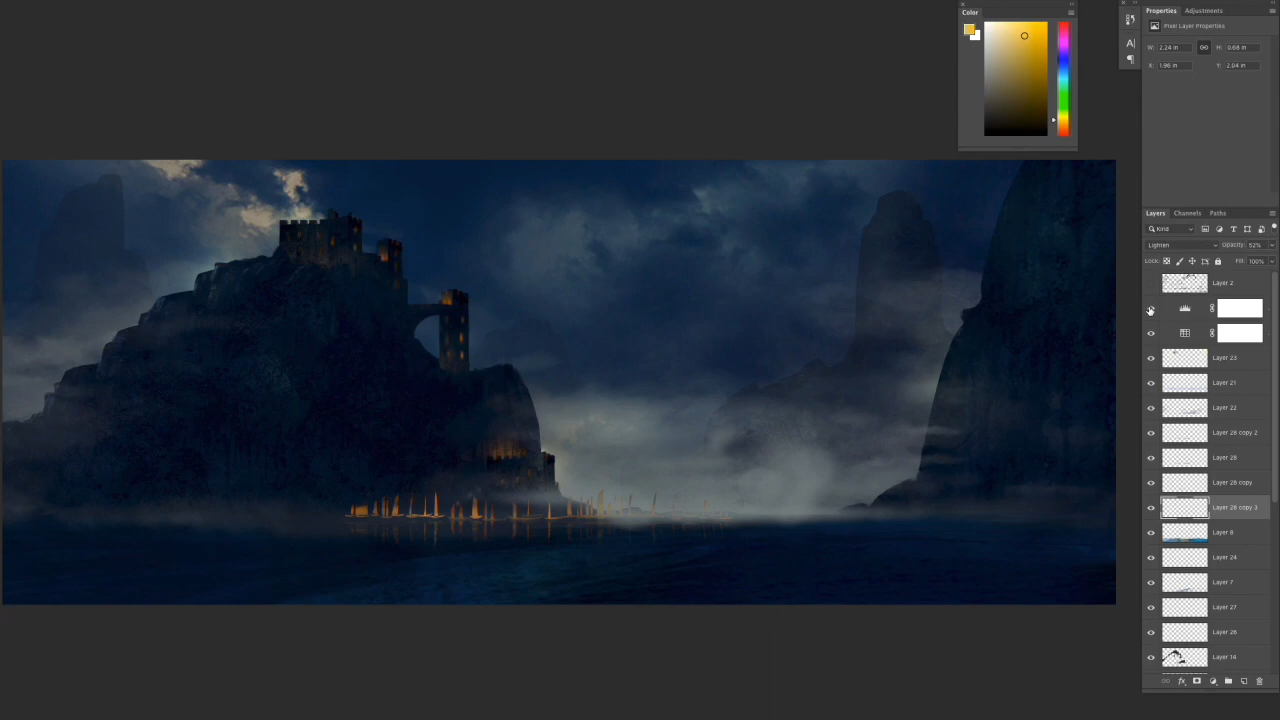 Color
Properties Adjustments
Pixel Layer Properties
W: 2.24 in H: 0.68 in
X: 1.96 in Y: 2.04 in
Layers Channels Paths
Kind
Lighten Opacity: 52%
Lock: Fill: 100%
Layer 2
Layer 23
Layer 21
Layer 22
Layer 28 copy 2
Layer 28
Layer 28 copy
Layer 28 copy 3
Layer 8
Layer 24
Layer 7
Layer 27
Layer 26
Layer 14
fx